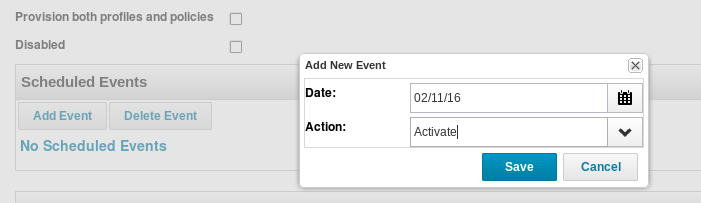 Provision both profiles and policies
Disabled
Scheduled Events
Add Event Delete Event
No Scheduled Events
Add New Event
Date: 02/11/16
Action: Activate
Save Cancel